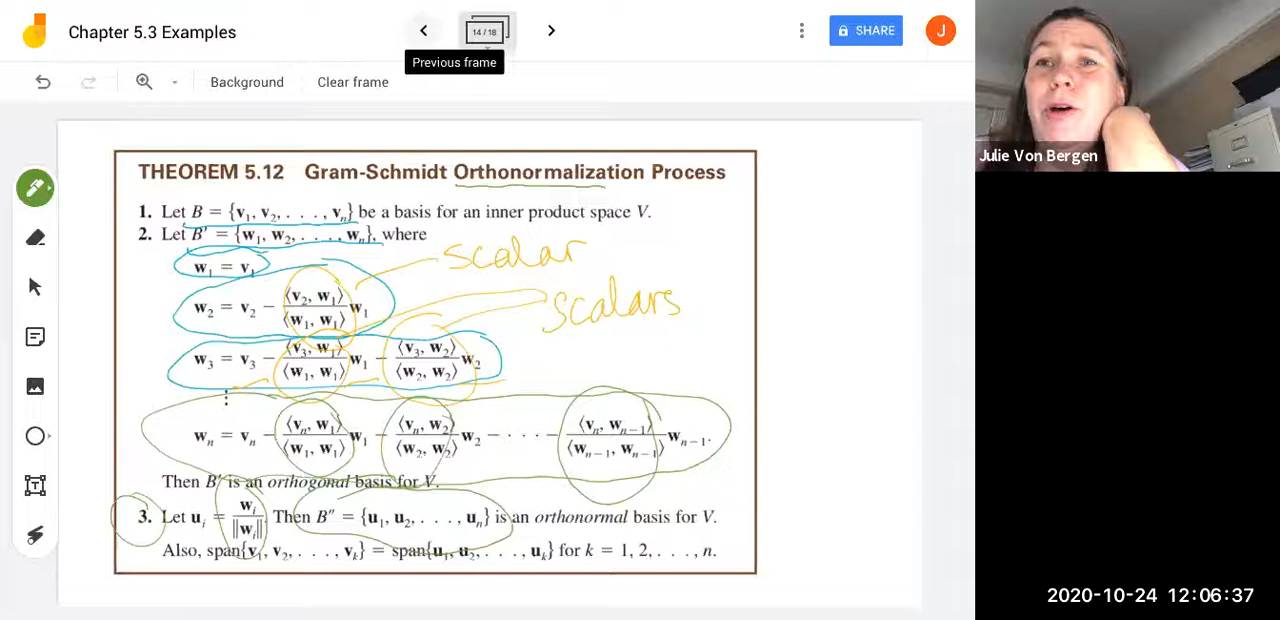 Chapter 5.3 Examples
14 / 18
SHARE
J
Previous frame
Background
Clear frame
Julie Von Bergen
THEOREM 5.12 Gram-Schmidt Orthonormalization Process
1. Let B = {v₁, v₂, . . . , vₙ} be a basis for an inner product space V.
2. Let B′ = {w₁, w₂, . . . , wₙ}, where
w₁ = v₁
scalar
w₂ = v₂ − ⟨v₂, w₁⟩/⟨w₁, w₁⟩ w₁
scalars
w₃ = v₃ − ⟨v₃, w₁⟩/⟨w₁, w₁⟩ w₁ − ⟨v₃, w₂⟩/⟨w₂, w₂⟩ w₂
⋮
wₙ = vₙ − ⟨vₙ, w₁⟩/⟨w₁, w₁⟩ w₁ − ⟨vₙ, w₂⟩/⟨w₂, w₂⟩ w₂ − · · · − ⟨vₙ, wₙ₋₁⟩/⟨wₙ₋₁, wₙ₋₁⟩ wₙ₋₁.
Then B′ is an orthogonal basis for V.
3. Let uᵢ = wᵢ/‖wᵢ‖ Then B″ = {u₁, u₂, . . . , uₙ} is an orthonormal basis for V.
Also, span{v₁, v₂, . . . , vₖ} = span{u₁, u₂, . . . , uₖ} for k = 1, 2, . . . , n.
2020-10-24 12:06:37